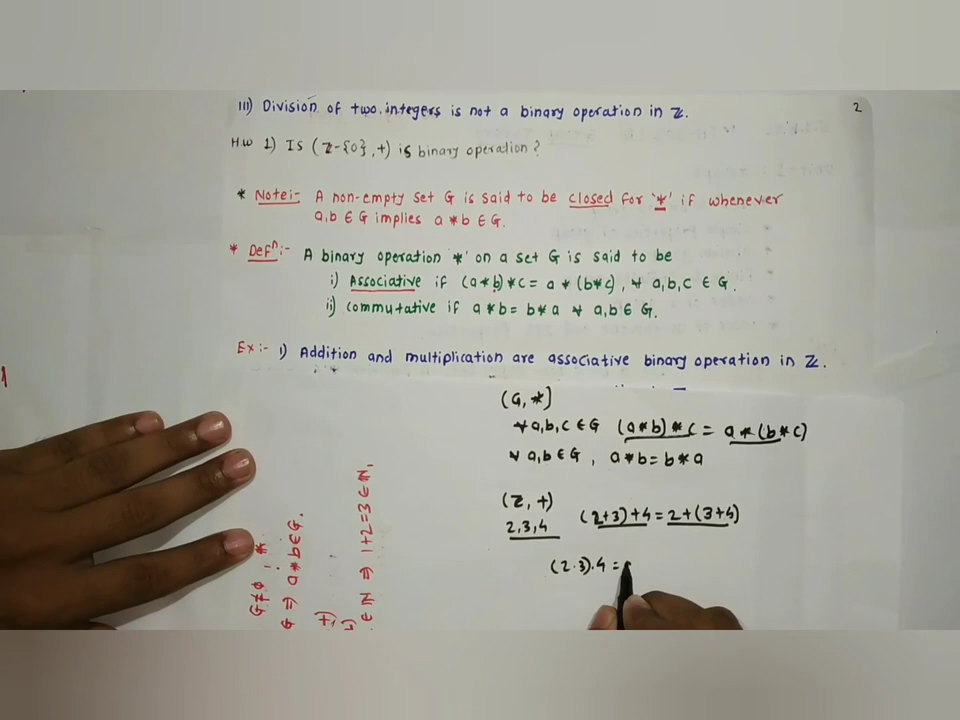 III) Division of two integers is not a binary operation in Z.
2
H.W 1) Is (Z-{0}, +) is binary operation?
* Note:- A non-empty set G is said to be closed for '*' if whenever
a,b ∈ G implies a * b ∈ G.
* Defn:- A binary operation '*' on a set G is said to be
i) Associative if (a*b)*c = a * (b*c), ∀ a,b,c ∈ G.
ii) commutative if a*b = b*a ∀ a,b ∈ G.
Ex:- 1) Addition and multiplication are associative binary operation in Z.
(G, *]
∀ a,b,c ∈ G (a*b)*c = a*(b*c)
∀ a,b ∈ G, a*b = b*a
(Z, +)
2,3,4 (2+3)+4 = 2+(3+4)
(2·3)·4 =
G≠φ, *
G ⇒ a*b ∈ G.
+)
∈ N ⇒ 1+2=3 ∈ N,